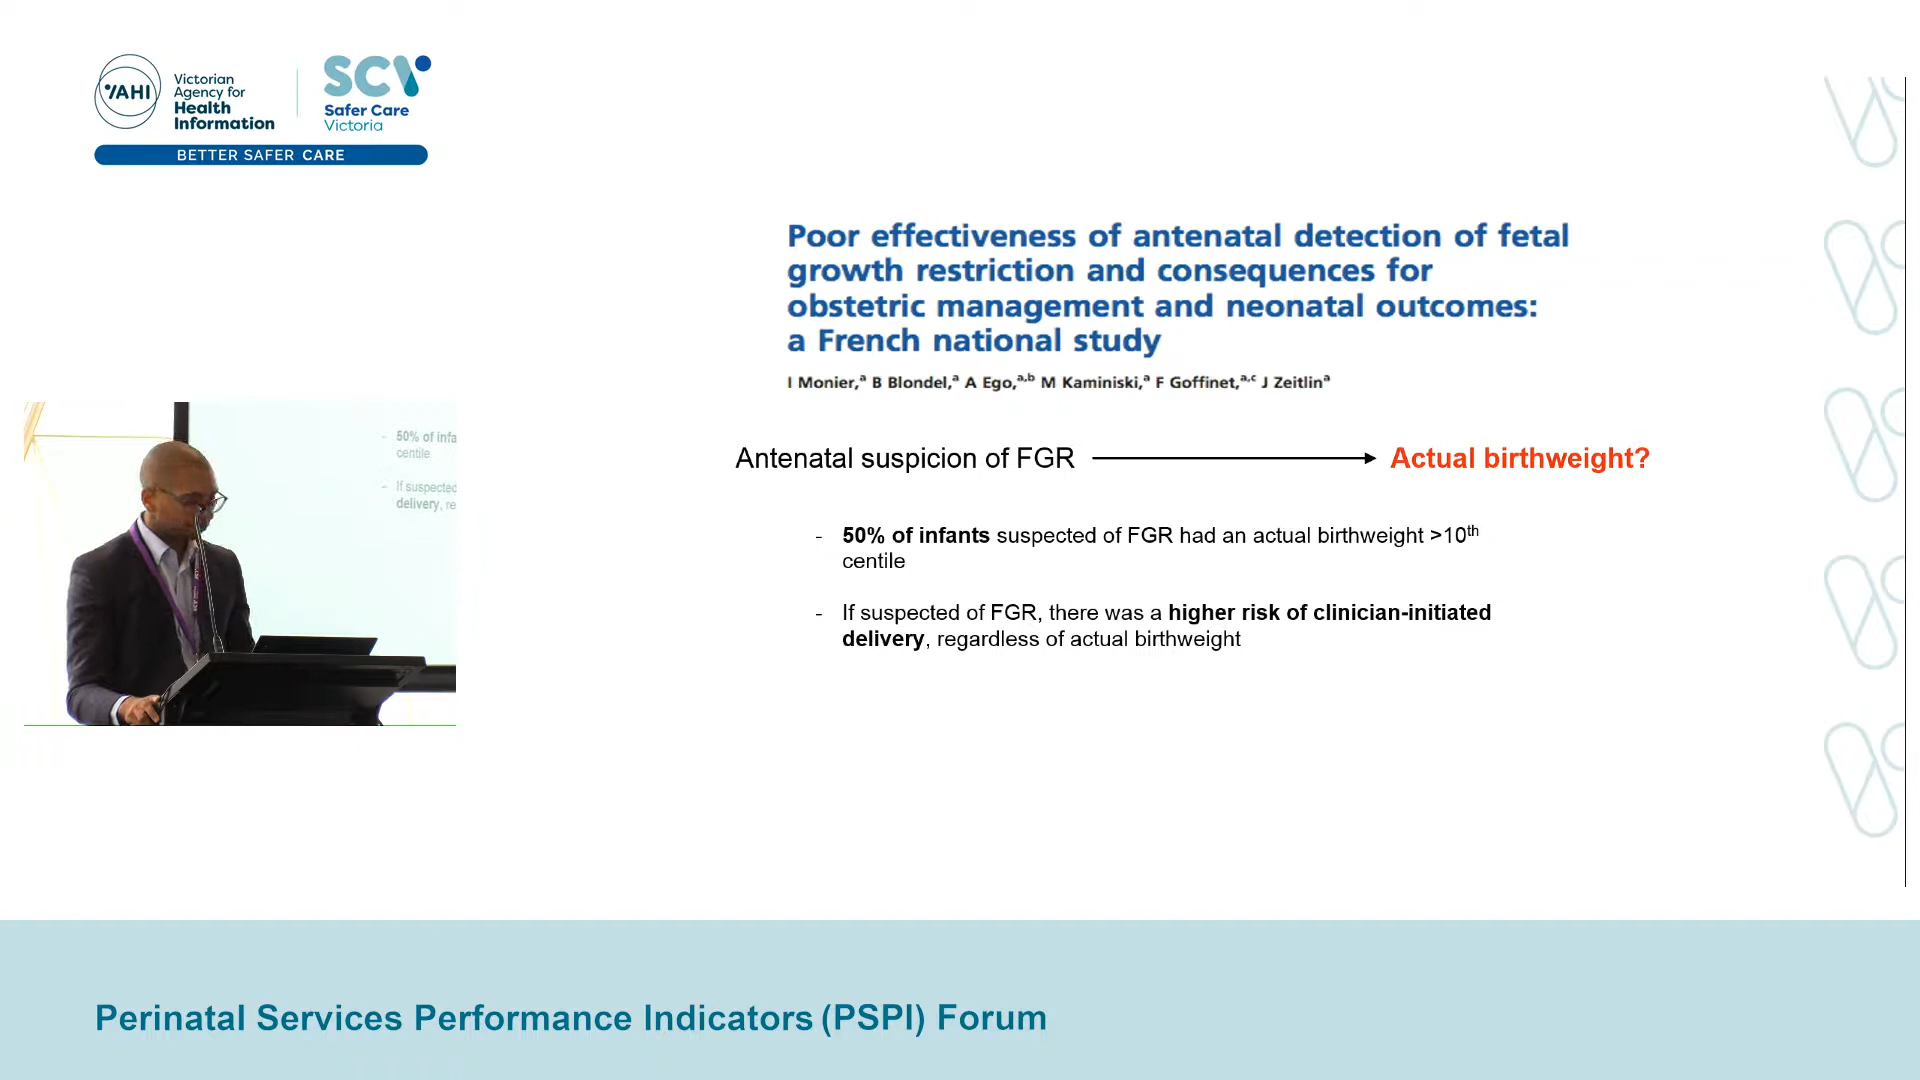 VAHI
Victorian
Agency for
Health
Information
SCV
Safer Care
Victoria
BETTER SAFER CARE
Poor effectiveness of antenatal detection of fetal
growth restriction and consequences for
obstetric management and neonatal outcomes:
a French national study
I Monier,ᵃ B Blondel,ᵃ A Ego,ᵃ,ᵇ M Kaminiski,ᵃ F Goffinet,ᵃ,ᶜ J Zeitlinᵃ
Antenatal suspicion of FGR Actual birthweight?
- 50% of infants suspected of FGR had an actual birthweight >10th
centile
- If suspected of FGR, there was a higher risk of clinician-initiated
delivery, regardless of actual birthweight
- 50% of infa
centile
- If suspected
delivery, re
Perinatal Services Performance Indicators (PSPI) Forum